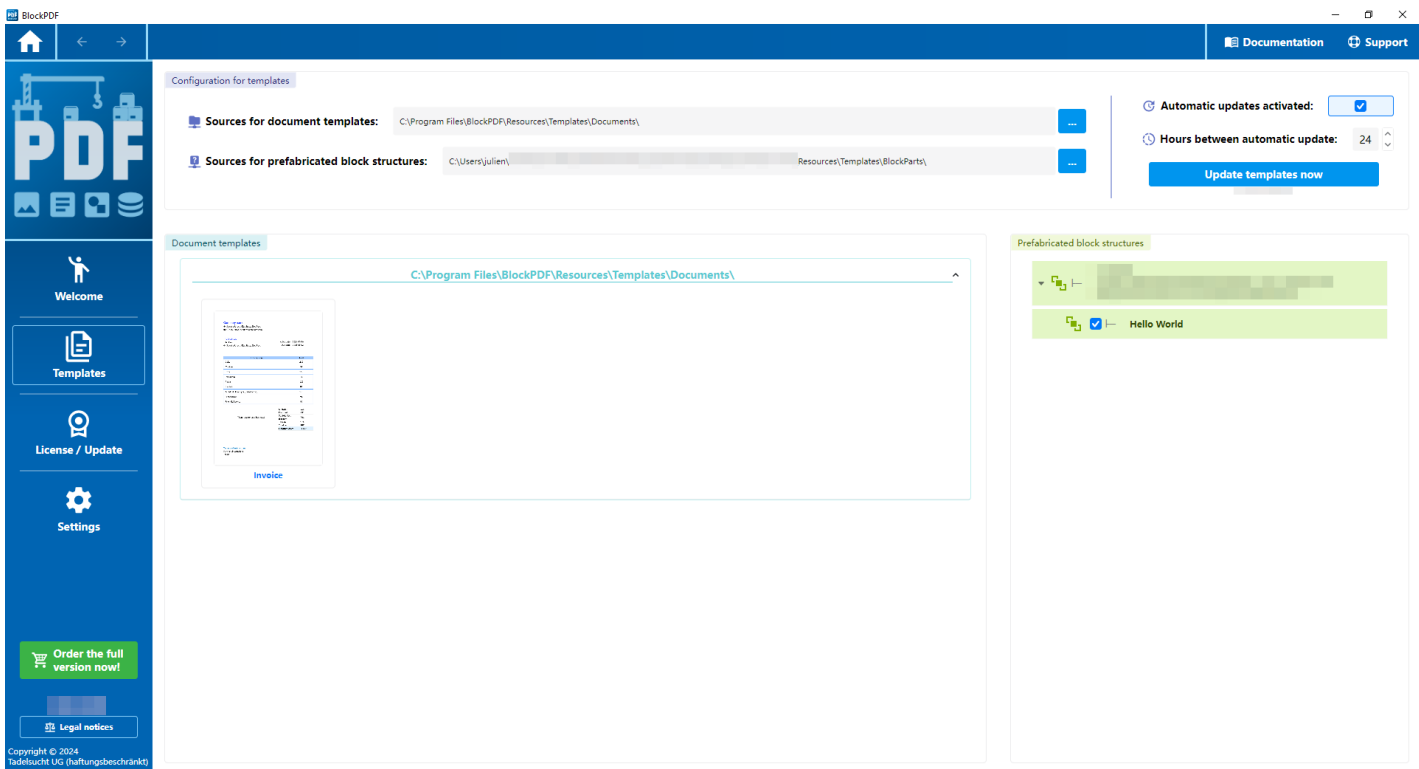 BlockPDF
Documentation
Support
PDF
Welcome
Templates
License / Update
Settings
Order the full
version now!
Legal notices
Copyright © 2024
Tadelsucht UG (haftungsbeschränkt)
Configuration for templates
Sources for document templates:
C:\Program Files\BlockPDF\Resources\Templates\Documents\
...
Sources for prefabricated block structures:
C:\Users\julien\ Resources\Templates\BlockParts\
...
Automatic updates activated:
Hours between automatic update:
24
Update templates now
Document templates
C:\Program Files\BlockPDF\Resources\Templates\Documents\
Invoice
Prefabricated block structures
Hello World